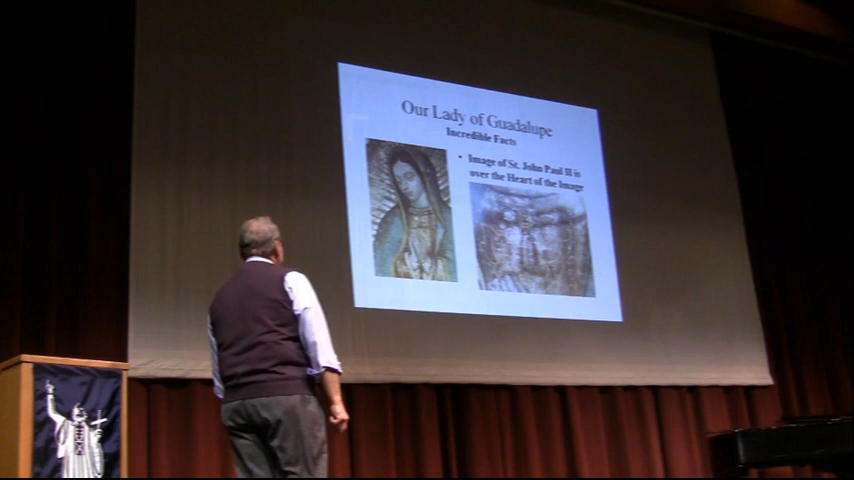 Our Lady of Guadalupe
Incredible Facts
• Image of St. John Paul II is
over the Heart of the Image